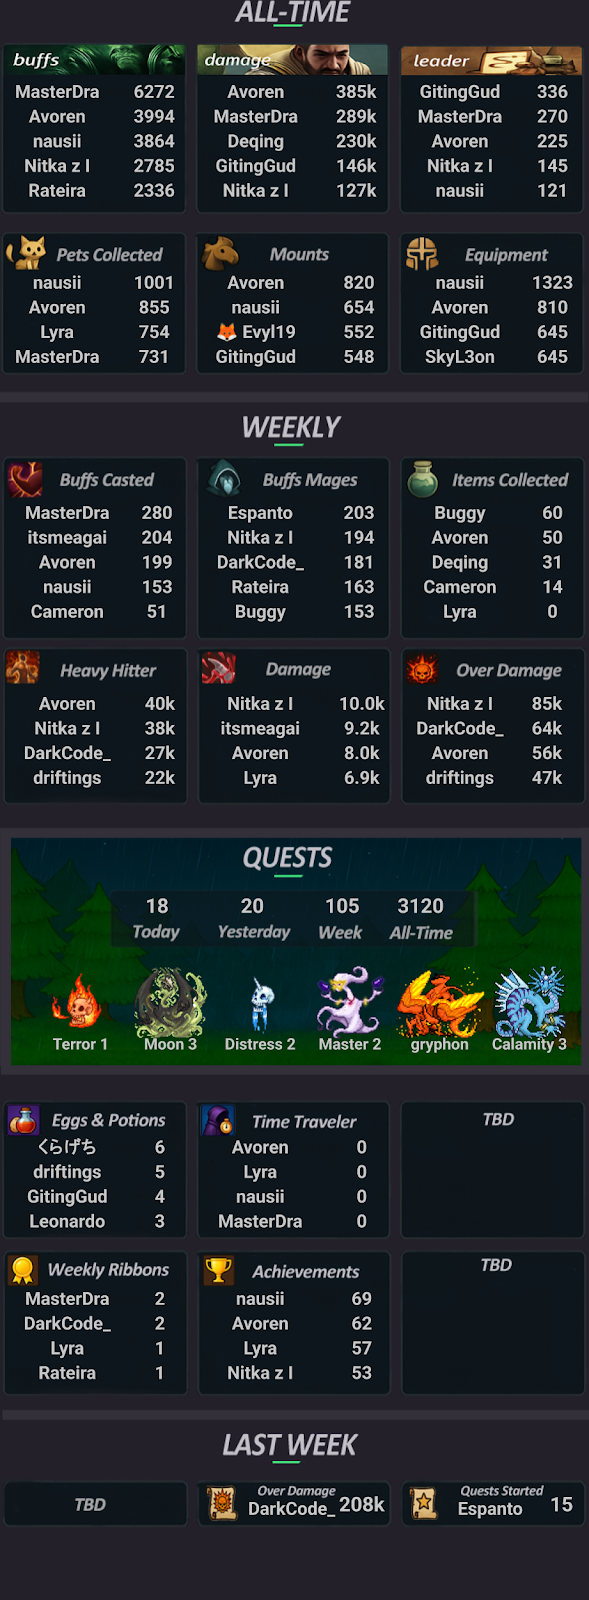 ALL-TIME
buffs
MasterDra 6272
Avoren 3994
nausii 3864
Nitka z I 2785
Rateira 2336
damage
Avoren 385k
MasterDra 289k
Deqing 230k
GitingGud 146k
Nitka z I 127k
leader
GitingGud 336
MasterDra 270
Avoren 225
Nitka z I 145
nausii 121
Pets Collected
nausii 1001
Avoren 855
Lyra 754
MasterDra 731
Mounts
Avoren 820
nausii 654
🦊 Evyl19 552
GitingGud 548
Equipment
nausii 1323
Avoren 810
GitingGud 645
SkyL3on 645
WEEKLY
Buffs Casted
MasterDra 280
itsmeagai 204
Avoren 199
nausii 153
Cameron 51
Buffs Mages
Espanto 203
Nitka z I 194
DarkCode_ 181
Rateira 163
Buggy 153
Items Collected
Buggy 60
Avoren 50
Deqing 31
Cameron 14
Lyra 0
Heavy Hitter
Avoren 40k
Nitka z I 38k
DarkCode_ 27k
driftings 22k
Damage
Nitka z I 10.0k
itsmeagai 9.2k
Avoren 8.0k
Lyra 6.9k
Over Damage
Nitka z I 85k
DarkCode_ 64k
Avoren 56k
driftings 47k
QUESTS
18 20 105 3120
Today Yesterday Week All-Time
Terror 1 Moon 3 Distress 2 Master 2 gryphon Calamity 3
Eggs & Potions
くらげち 6
driftings 5
GitingGud 4
Leonardo 3
Time Traveler
Avoren 0
Lyra 0
nausii 0
MasterDra 0
TBD
Weekly Ribbons
MasterDra 2
DarkCode_ 2
Lyra 1
Rateira 1
Achievements
nausii 69
Avoren 62
Lyra 57
Nitka z I 53
TBD
LAST WEEK
TBD
Over Damage
DarkCode_ 208k
Quests Started
Espanto 15